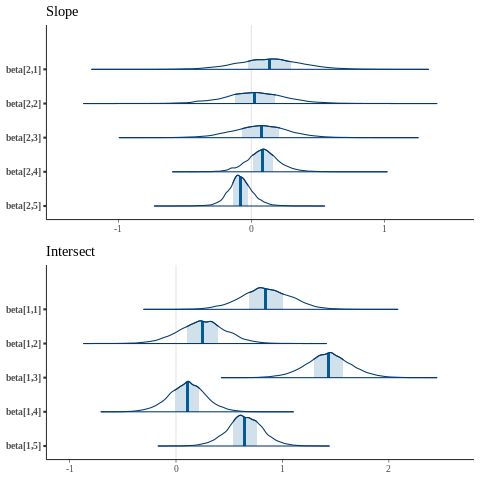 Slope
beta[2,1]
beta[2,2]
beta[2,3]
beta[2,4]
beta[2,5]
-1 0 1
Intersect
beta[1,1]
beta[1,2]
beta[1,3]
beta[1,4]
beta[1,5]
-1 0 1 2